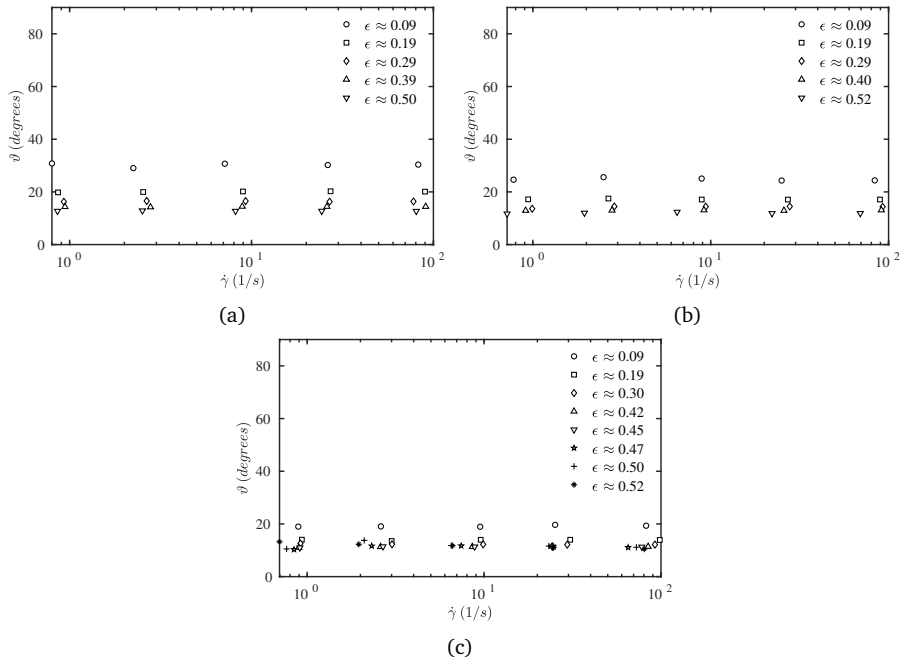 80
60
40
20
0
ϑ (degrees)
10^0
10^1
10^2
γ̇ (1/s)
ϵ ≈ 0.09
ϵ ≈ 0.19
ϵ ≈ 0.29
ϵ ≈ 0.39
ϵ ≈ 0.50
(a)
80
60
40
20
0
ϑ (degrees)
10^0
10^1
10^2
γ̇ (1/s)
ϵ ≈ 0.09
ϵ ≈ 0.19
ϵ ≈ 0.29
ϵ ≈ 0.40
ϵ ≈ 0.52
(b)
80
60
40
20
0
ϑ (degrees)
10^0
10^1
10^2
γ̇ (1/s)
ϵ ≈ 0.09
ϵ ≈ 0.19
ϵ ≈ 0.30
ϵ ≈ 0.42
ϵ ≈ 0.45
ϵ ≈ 0.47
ϵ ≈ 0.50
ϵ ≈ 0.52
(c)